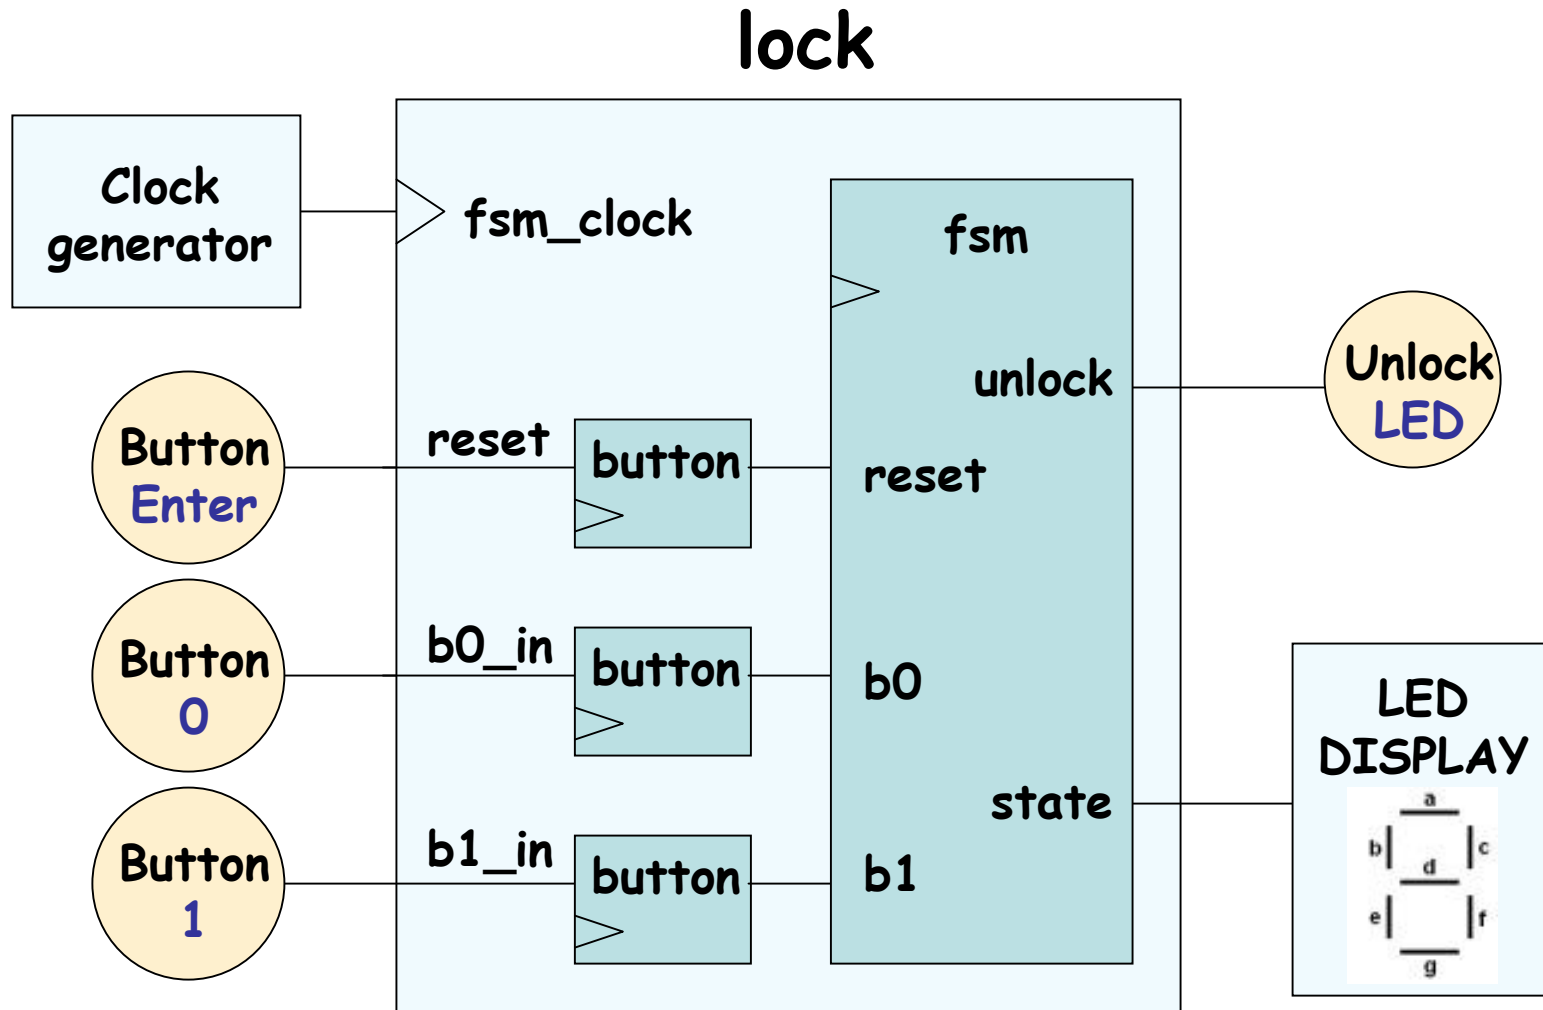 lock
Clock
generator
fsm_clock
fsm
unlock
Unlock
LED
Button
Enter
reset
button
reset
Button
0
b0_in
button
b0
Button
1
b1_in
button
b1
state
LED
DISPLAY
a
b
c
d
e
f
g